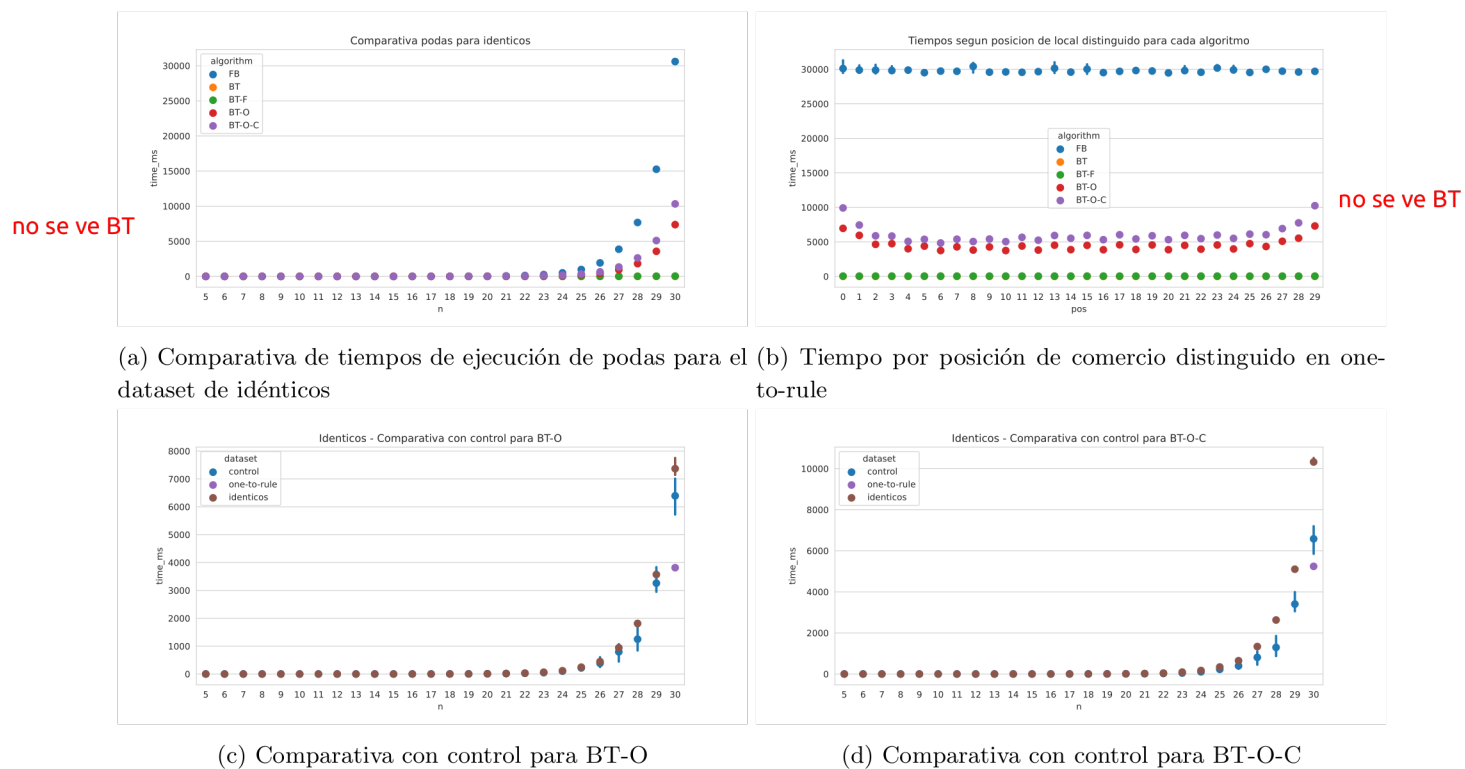 Comparativa podas para identicos
algorithm
FB
BT
BT-F
BT-O
BT-O-C
time_ms
30000
25000
20000
15000
10000
5000
0
5 6 7 8 9 10 11 12 13 14 15 16 17 18 19 20 21 22 23 24 25 26 27 28 29 30
n
no se ve BT
Tiempos segun posicion de local distinguido para cada algoritmo
30000
25000
20000
15000
10000
5000
0
time_ms
algorithm
FB
BT
BT-F
BT-O
BT-O-C
0 1 2 3 4 5 6 7 8 9 10 11 12 13 14 15 16 17 18 19 20 21 22 23 24 25 26 27 28 29
pos
no se ve BT
(a) Comparativa de tiempos de ejecución de podas para el
dataset de idénticos
(b) Tiempo por posición de comercio distinguido en one-
to-rule
Identicos - Comparativa con control para BT-O
dataset
control
one-to-rule
identicos
8000
7000
6000
5000
4000
3000
2000
1000
0
time_ms
5 6 7 8 9 10 11 12 13 14 15 16 17 18 19 20 21 22 23 24 25 26 27 28 29 30
n
Identicos - Comparativa con control para BT-O-C
dataset
control
one-to-rule
identicos
10000
8000
6000
4000
2000
0
time_ms
5 6 7 8 9 10 11 12 13 14 15 16 17 18 19 20 21 22 23 24 25 26 27 28 29 30
n
(c) Comparativa con control para BT-O
(d) Comparativa con control para BT-O-C